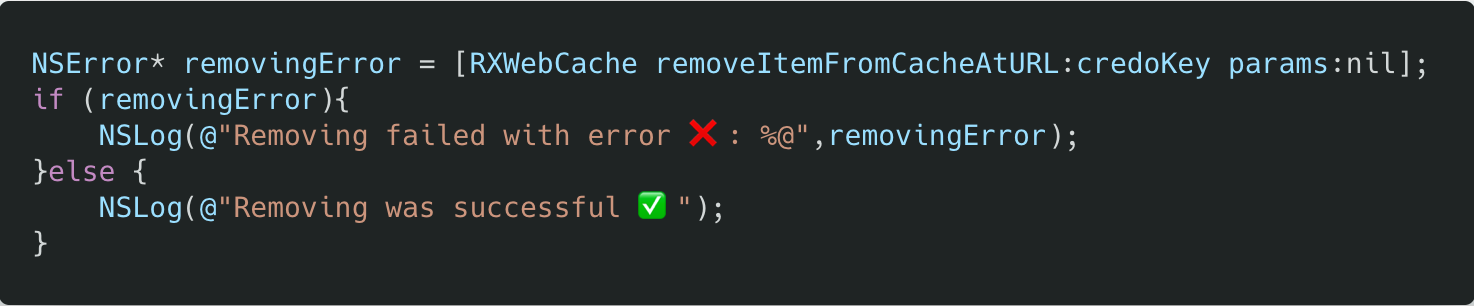 NSError* removingError = [RXWebCache removeItemFromCacheAtURL:credoKey params:nil];
if (removingError){
    NSLog(@"Removing failed with error ❌ : %@",removingError);
}else {
    NSLog(@"Removing was successful ✅ ");
}